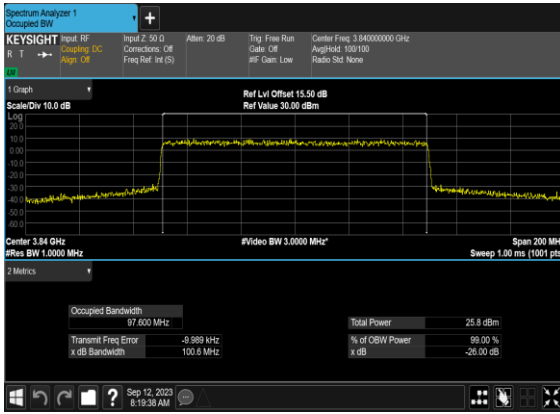 Spectrum Analyzer 1
Occupied BW
+
KEYSIGHT Input: RF Input Z: 50 Ω Atten: 20 dB Trig: Free Run Center Freq: 3.840000000 GHz
R T Coupling: DC Corrections: Off Gate: Off Avg|Hold: 100/100
Align: Off Freq Ref: Int (S) #IF Gain: Low Radio Std: None
LW
1 Graph
Scale/Div 10.0 dB
Ref Lvl Offset 15.50 dB
Ref Value 30.00 dBm
Log
20.0
10.0
0.00
-10.0
-20.0
-30.0
-40.0
-50.0
-60.0
Center 3.84 GHz #Video BW 3.0000 MHz* Span 200 MH
#Res BW 1.0000 MHz Sweep 1.00 ms (1001 pts
2 Metrics
Occupied Bandwidth
97.600 MHz Total Power 25.8 dBm
Transmit Freq Error -9.989 kHz % of OBW Power 99.00 %
x dB Bandwidth 100.6 MHz x dB -26.00 dB
? Sep 12, 2023
8:19:38 AM